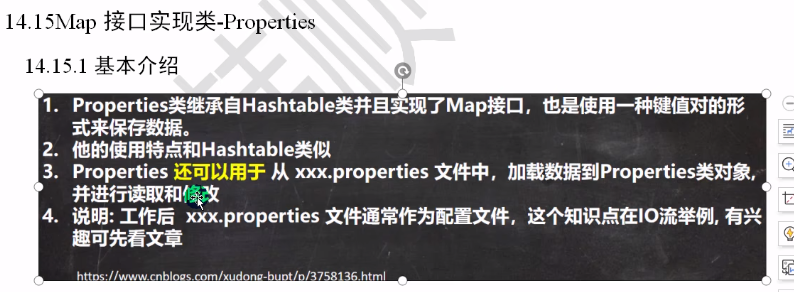 14.15Map 接口实现类-Properties
14.15.1 基本介绍
1. Properties类继承自Hashtable类并且实现了Map接口，也是使用一种键值对的形
式来保存数据。
2. 他的使用特点和Hashtable类似
3. Properties 还可以用于 从 xxx.properties 文件中，加载数据到Properties类对象,
并进行读取和修改
4. 说明: 工作后 xxx.properties 文件通常作为配置文件，这个知识点在IO流举例, 有兴
趣可先看文章
https://www.cnblogs.com/xudong-bupt/p/3758136.html